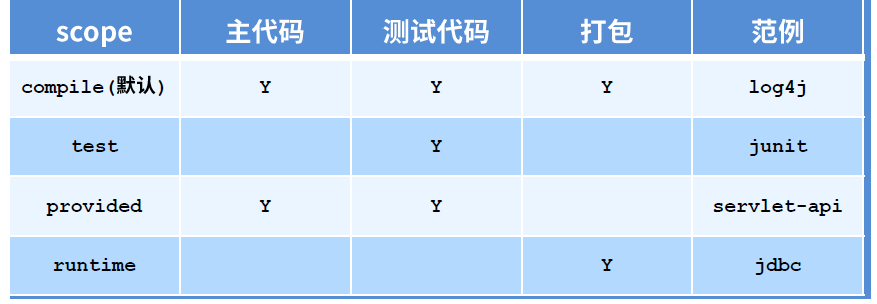 scope 主代码 测试代码 打包 范例
compile(默认) Y Y Y log4j
test Y junit
provided Y Y servlet-api
runtime Y jdbc